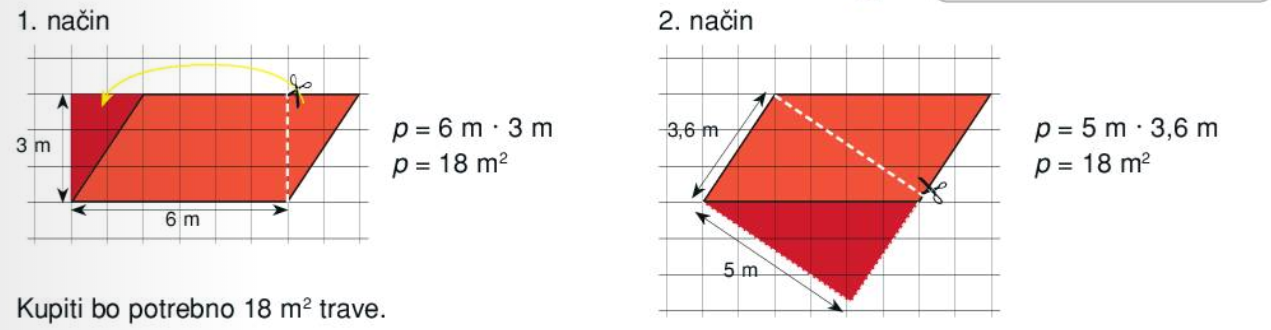 1. način
3 m
6 m
p = 6 m · 3 m
p = 18 m²
Kupiti bo potrebno 18 m² trave.
2. način
3,6 m
5 m
p = 5 m · 3,6 m
p = 18 m²